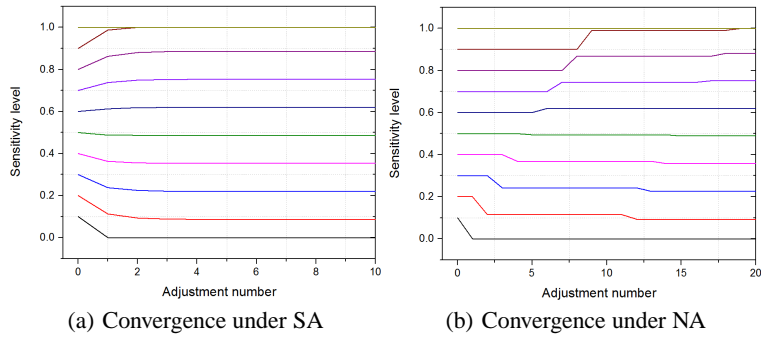 1.0
0.8
0.6
0.4
0.2
0.0
Sensitivity level
0 2 4 6 8 10
Adjustment number
(a) Convergence under SA
1.0
0.8
0.6
0.4
0.2
0.0
Sensitivity level
0 5 10 15 20
Adjustment number
(b) Convergence under NA